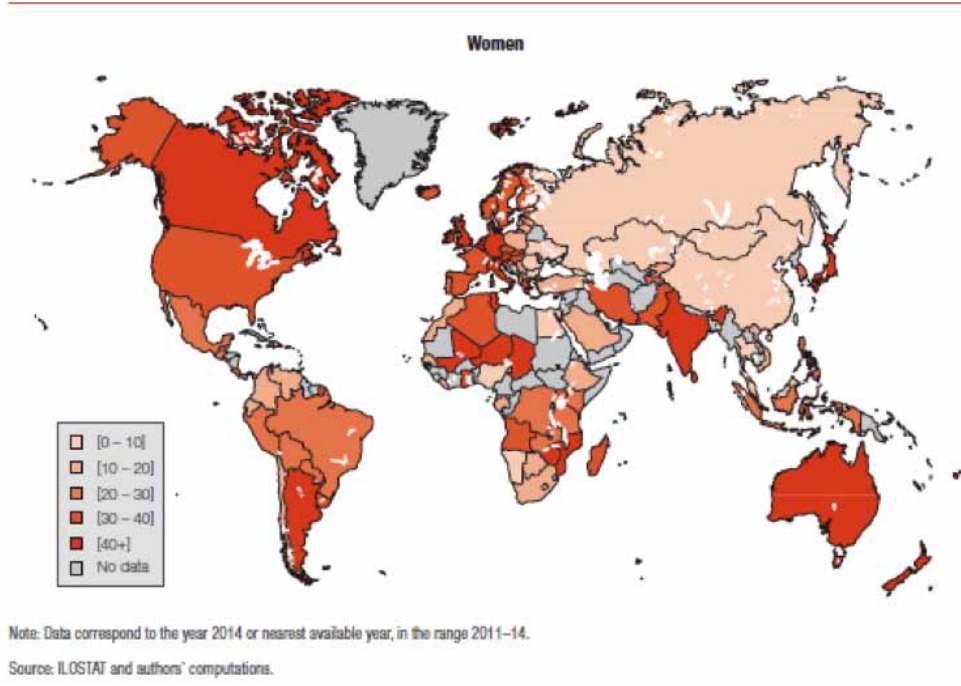 Women
[0 – 10]
[10 – 20]
[20 – 30]
[30 – 40]
[40+]
No data
Note: Data correspond to the year 2014 or nearest available year, in the range 2011–14.
Source: ILOSTAT and authors' computations.